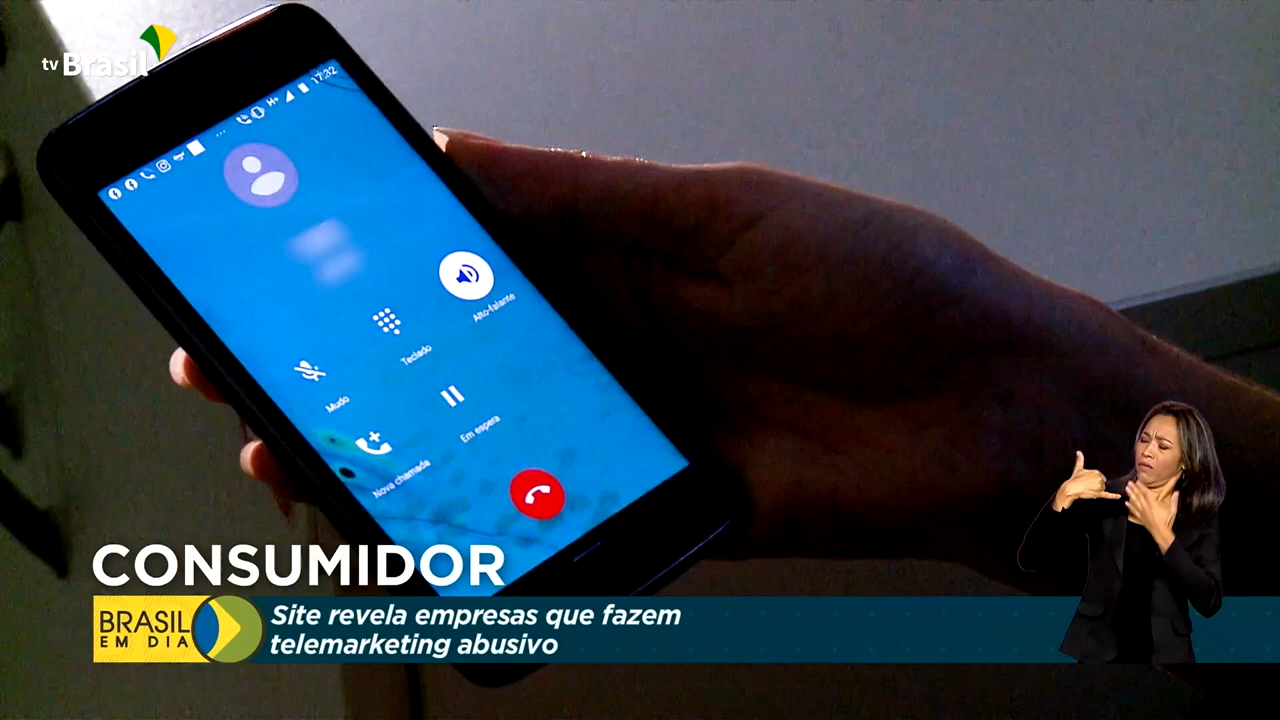 tv Brasil
17:32
H+
Alto-falante
Teclado
Mudo
Em espera
Nova chamada
CONSUMIDOR
BRASIL
EM DIA
Site revela empresas que fazem
telemarketing abusivo